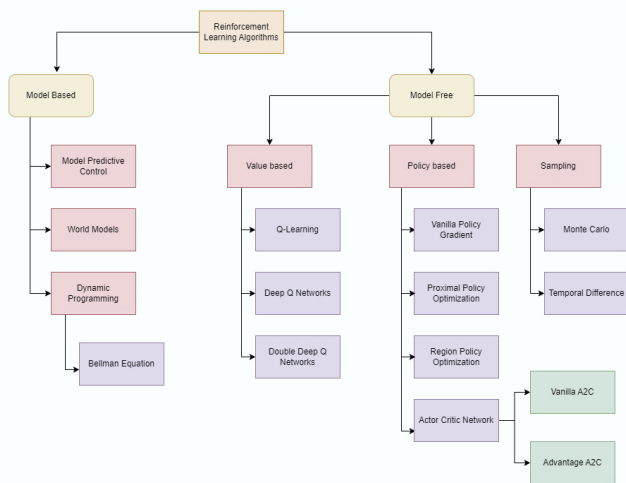 Reinforcement
Learning Algorithms
Model Based
Model Free
Model Predictive
Control
World Models
Dynamic
Programming
Bellman Equation
Value based
Q-Learning
Deep Q Networks
Double Deep Q
Networks
Policy based
Vanilla Policy
Gradient
Proximal Policy
Optimization
Region Policy
Optimization
Actor Critic Network
Vanilla A2C
Advantage A2C
Sampling
Monte Carlo
Temporal Difference